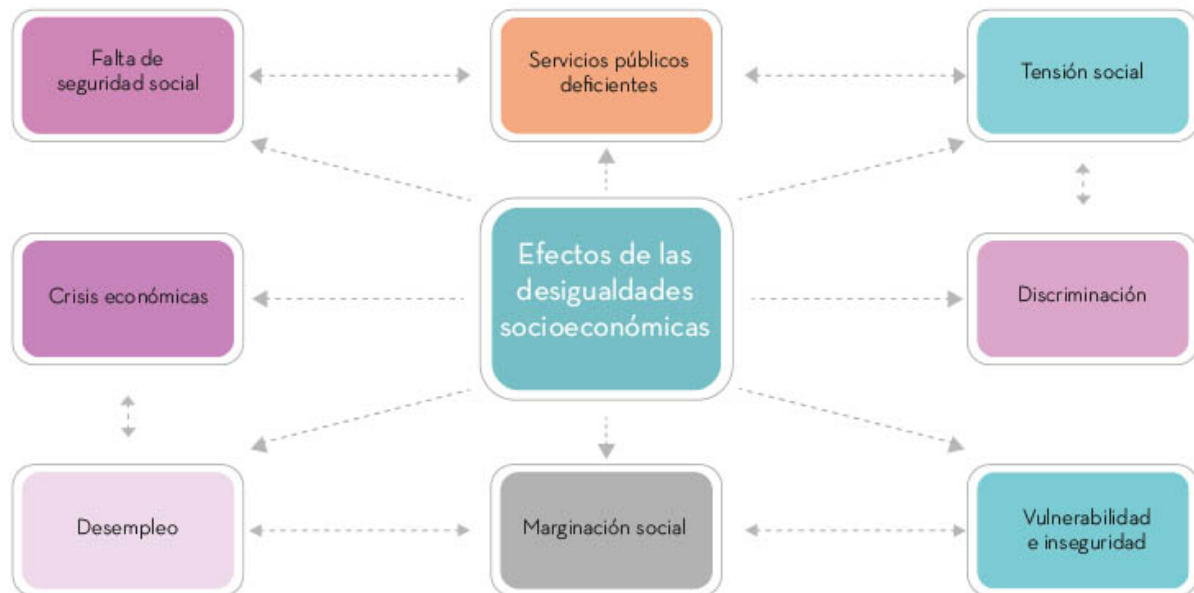 Falta de
seguridad social
Servicios públicos
deficientes
Tensión social
Crisis económicas
Efectos de las
desigualdades
socioeconómicas
Discriminación
Desempleo
Marginación social
Vulnerabilidad
e inseguridad